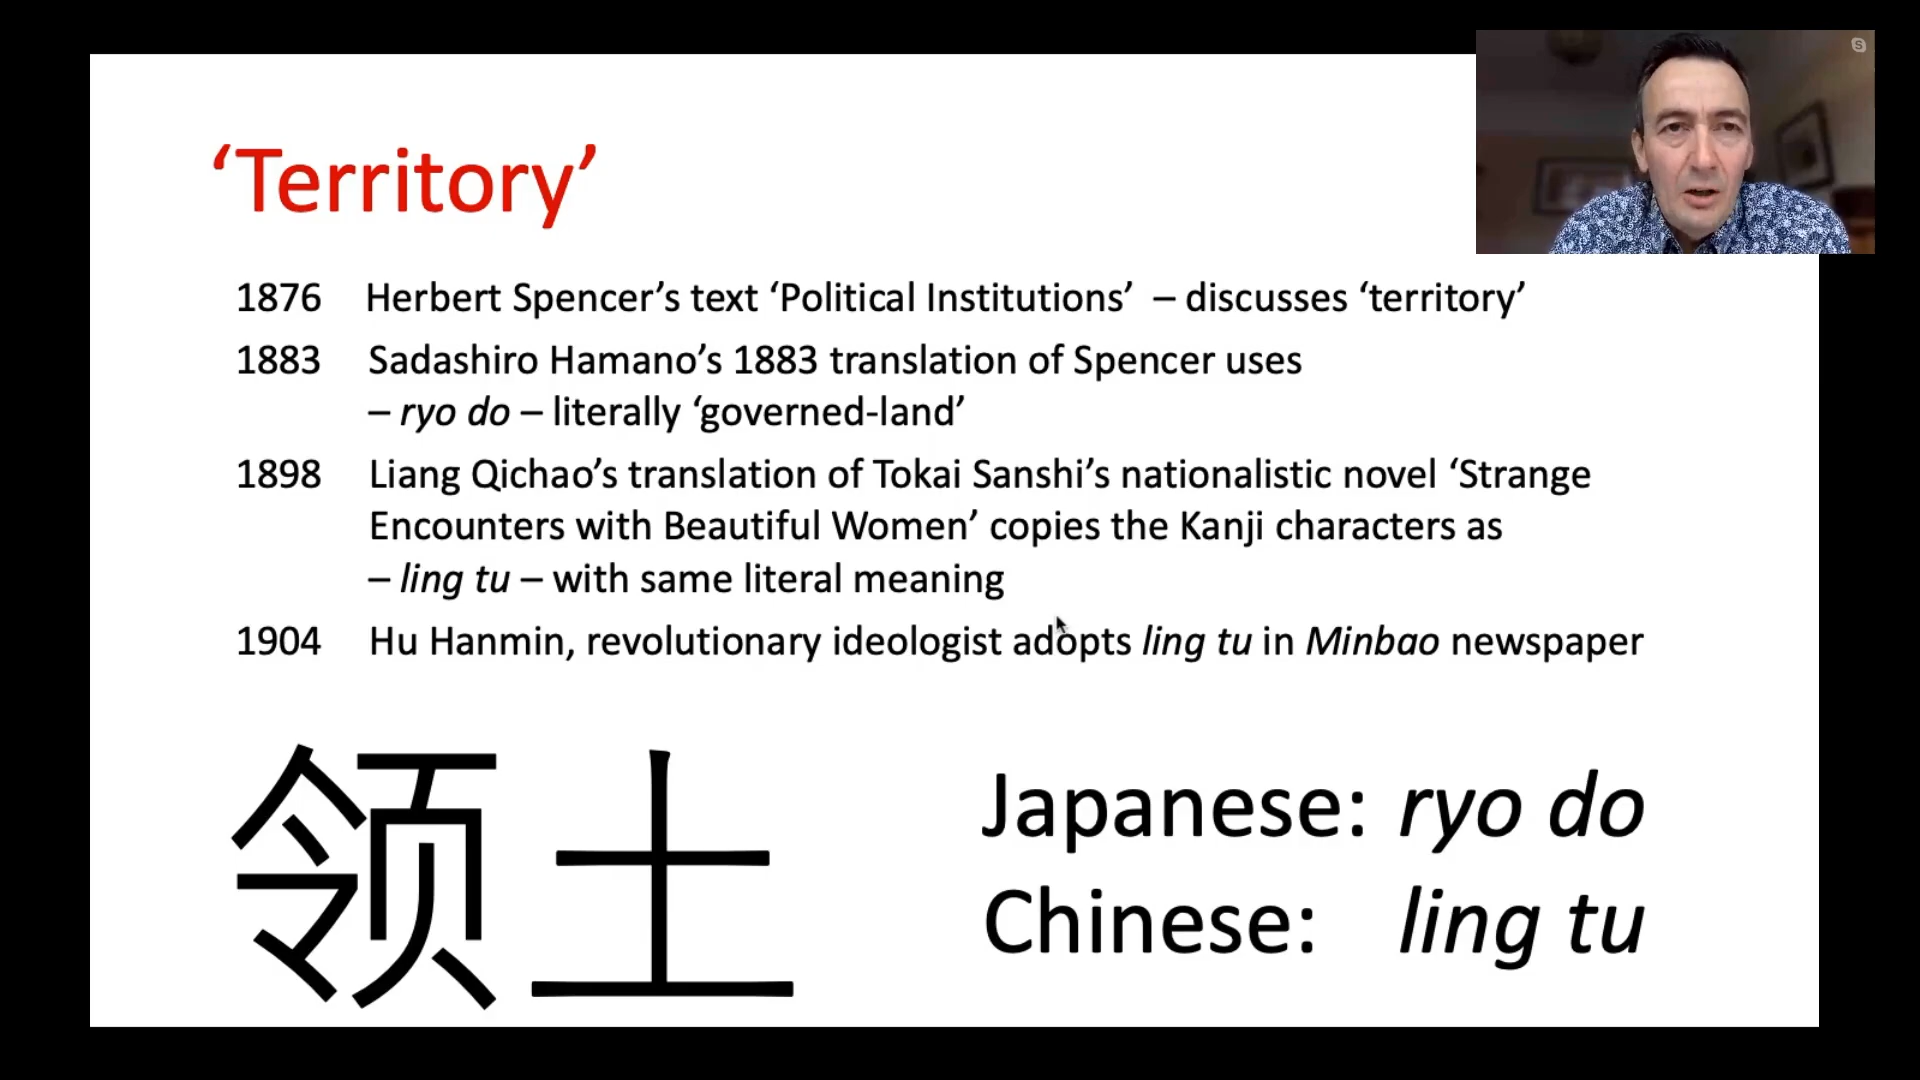 ‘Territory’
1876 Herbert Spencer’s text ‘Political Institutions’ – discusses ‘territory’
1883 Sadashiro Hamano’s 1883 translation of Spencer uses
– ryo do – literally ‘governed-land’
1898 Liang Qichao’s translation of Tokai Sanshi’s nationalistic novel ‘Strange
Encounters with Beautiful Women’ copies the Kanji characters as
– ling tu – with same literal meaning
1904 Hu Hanmin, revolutionary ideologist adopts ling tu in Minbao newspaper
领土
Japanese: ryo do
Chinese: ling tu